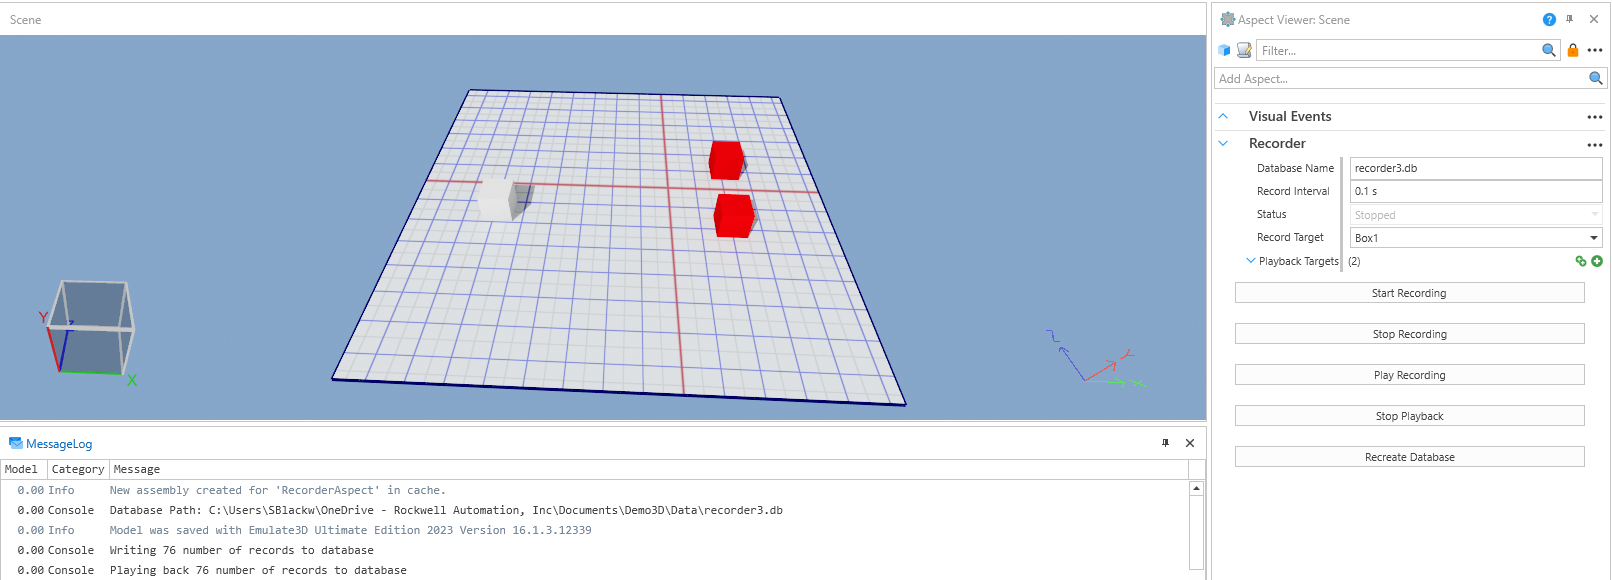 Scene
Y
Z
X
Z
Y
X
MessageLog
Model Category Message
0.00 Info New assembly created for 'RecorderAspect' in cache.
0.00 Console Database Path: C:\Users\SBlackw\OneDrive - Rockwell Automation, Inc\Documents\Demo3D\Data\recorder3.db
0.00 Info Model was saved with Emulate3D Ultimate Edition 2023 Version 16.1.3.12339
0.00 Console Writing 76 number of records to database
0.00 Console Playing back 76 number of records to database
Aspect Viewer: Scene
Filter...
Add Aspect...
Visual Events
Recorder
Database Name recorder3.db
Record Interval 0.1 s
Status Stopped
Record Target Box1
Playback Targets (2)
Start Recording
Stop Recording
Play Recording
Stop Playback
Recreate Database